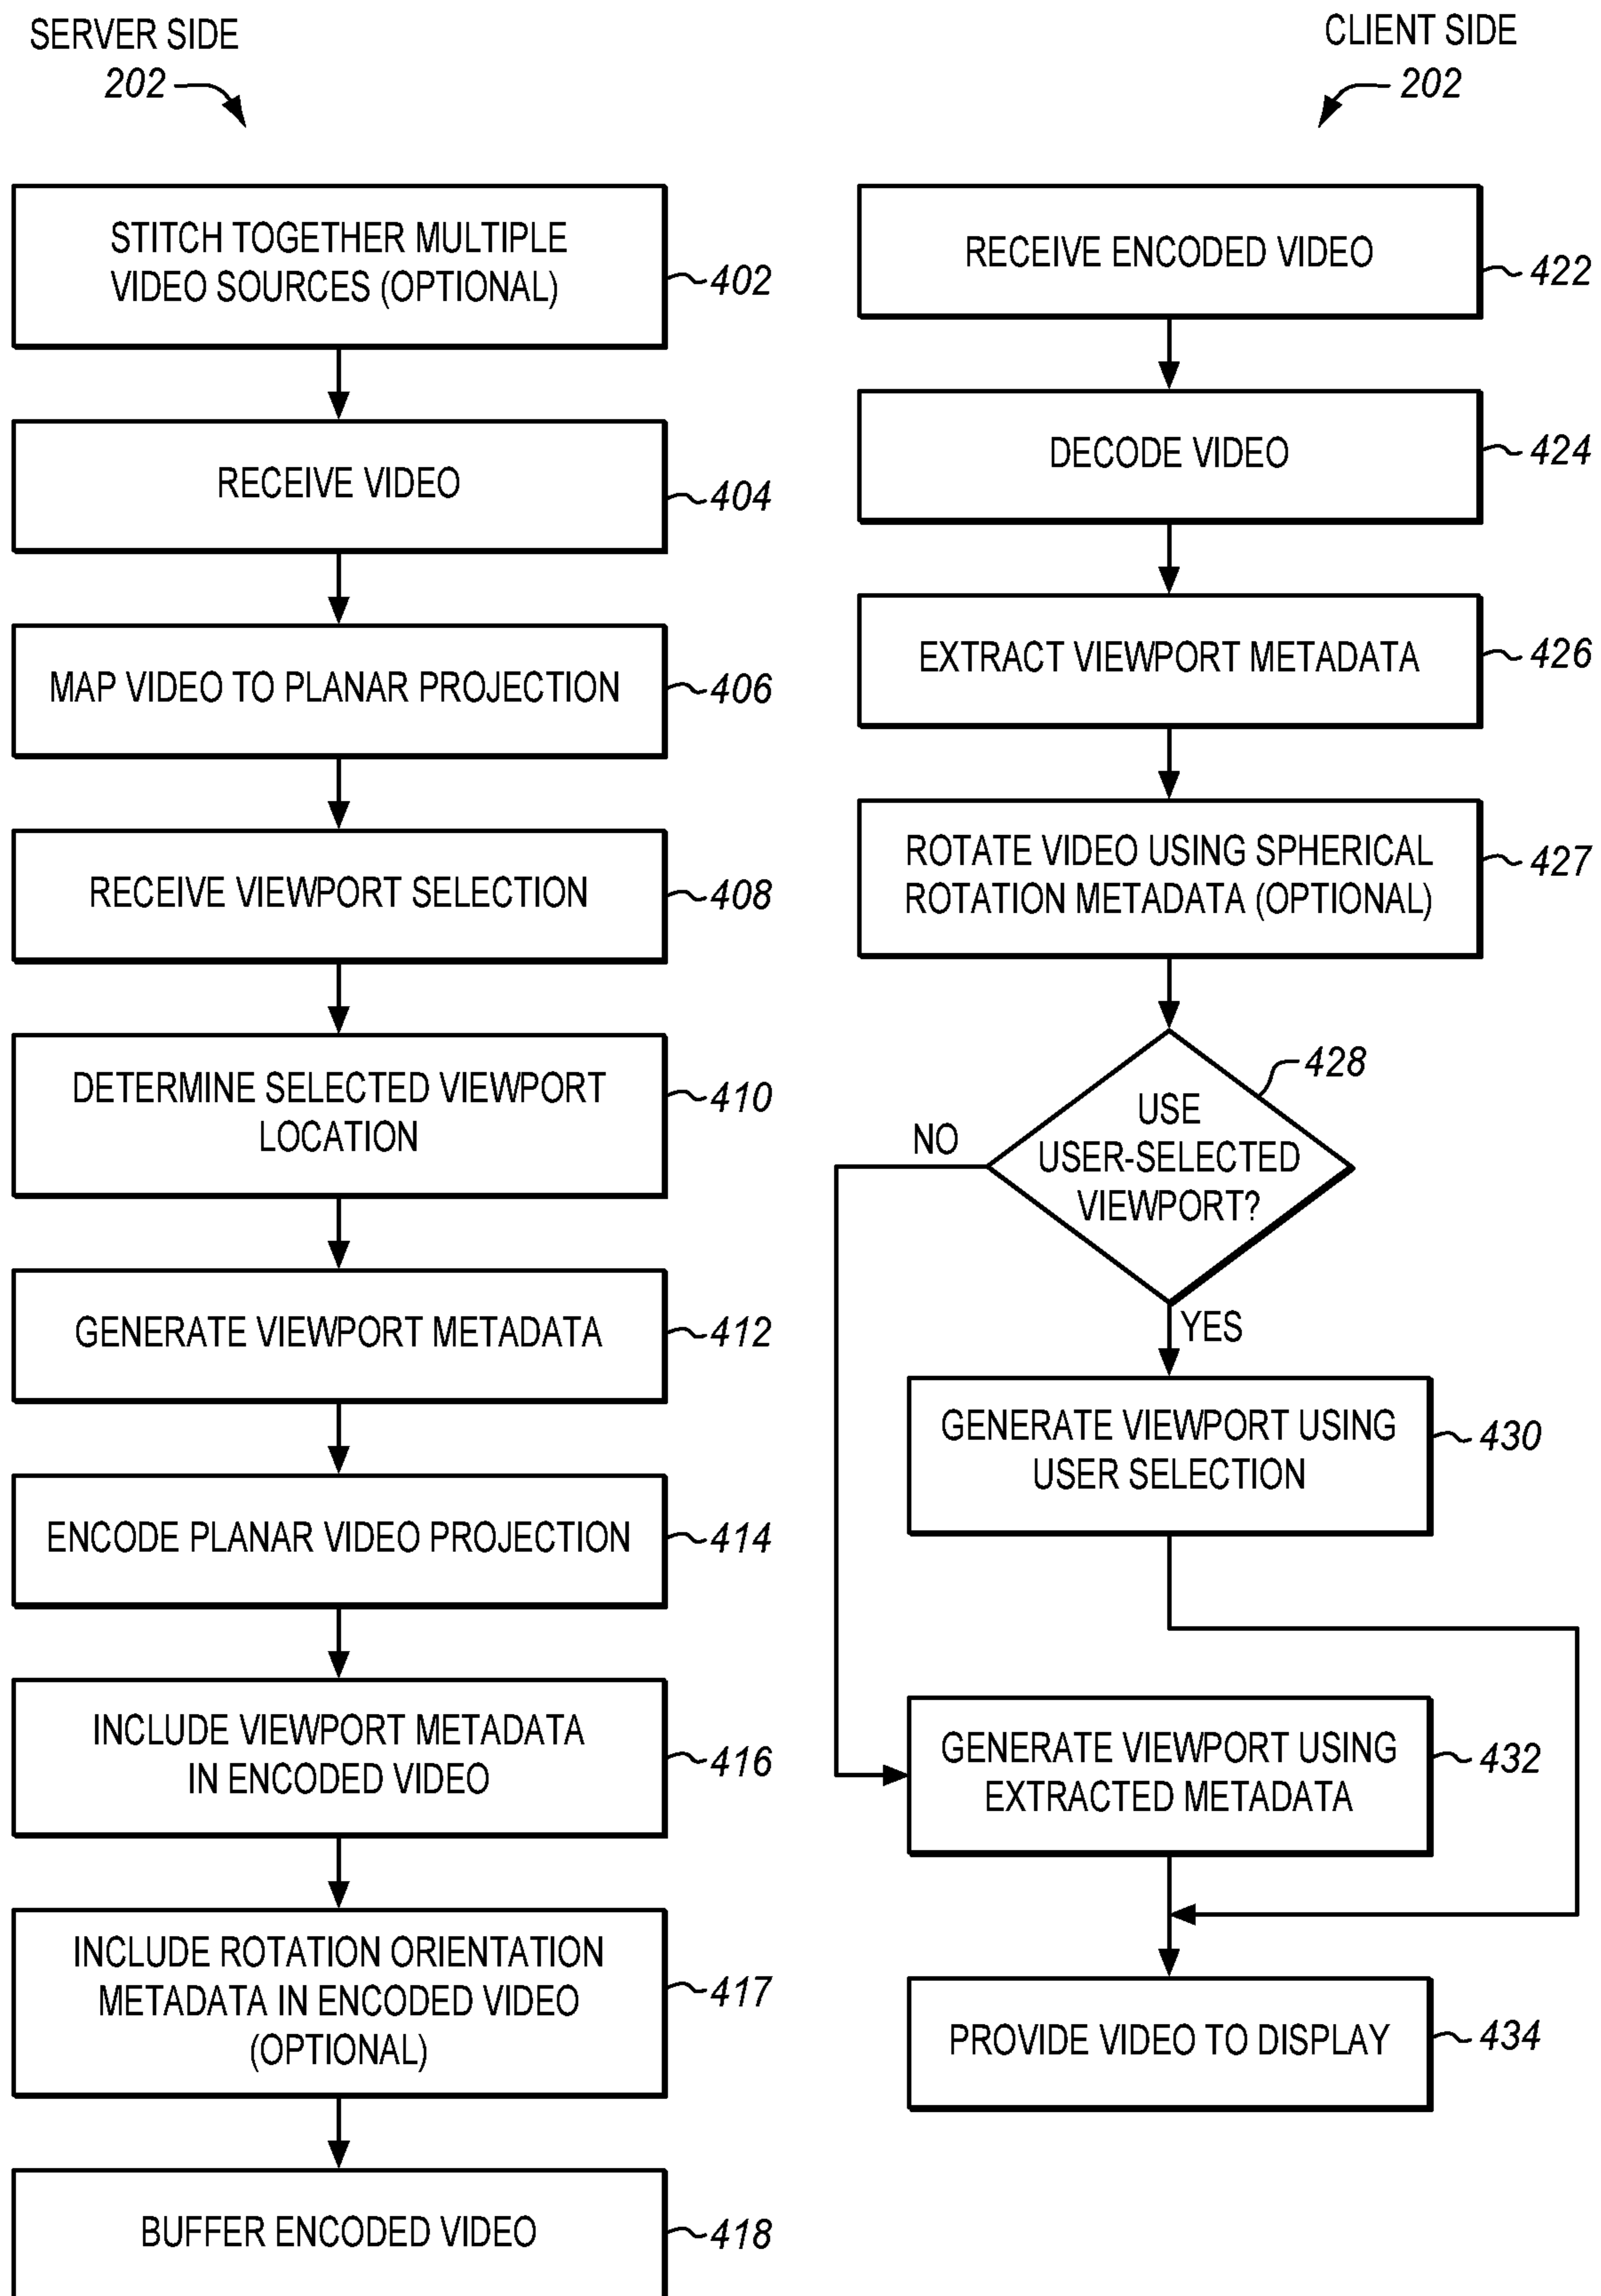 SERVER SIDE
202
STITCH TOGETHER MULTIPLE
VIDEO SOURCES (OPTIONAL)
402
RECEIVE VIDEO
404
MAP VIDEO TO PLANAR PROJECTION
406
RECEIVE VIEWPORT SELECTION
408
DETERMINE SELECTED VIEWPORT
LOCATION
410
GENERATE VIEWPORT METADATA
412
ENCODE PLANAR VIDEO PROJECTION
414
INCLUDE VIEWPORT METADATA
IN ENCODED VIDEO
416
INCLUDE ROTATION ORIENTATION
METADATA IN ENCODED VIDEO
(OPTIONAL)
417
BUFFER ENCODED VIDEO
418
CLIENT SIDE
202
RECEIVE ENCODED VIDEO
422
DECODE VIDEO
424
EXTRACT VIEWPORT METADATA
426
ROTATE VIDEO USING SPHERICAL
ROTATION METADATA (OPTIONAL)
427
428
USE
USER-SELECTED
VIEWPORT?
NO
YES
GENERATE VIEWPORT USING
USER SELECTION
430
GENERATE VIEWPORT USING
EXTRACTED METADATA
432
PROVIDE VIDEO TO DISPLAY
434